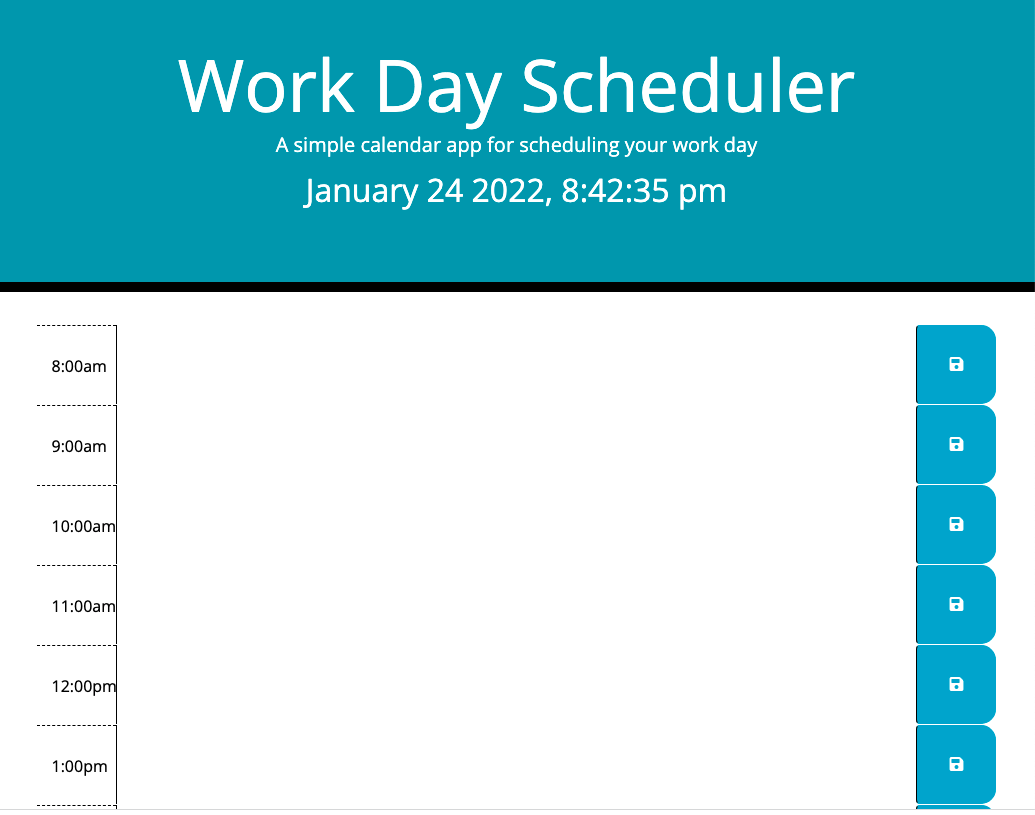 Work Day Scheduler
A simple calendar app for scheduling your work day
January 24 2022, 8:42:35 pm
8:00am
9:00am
10:00am
11:00am
12:00pm
1:00pm